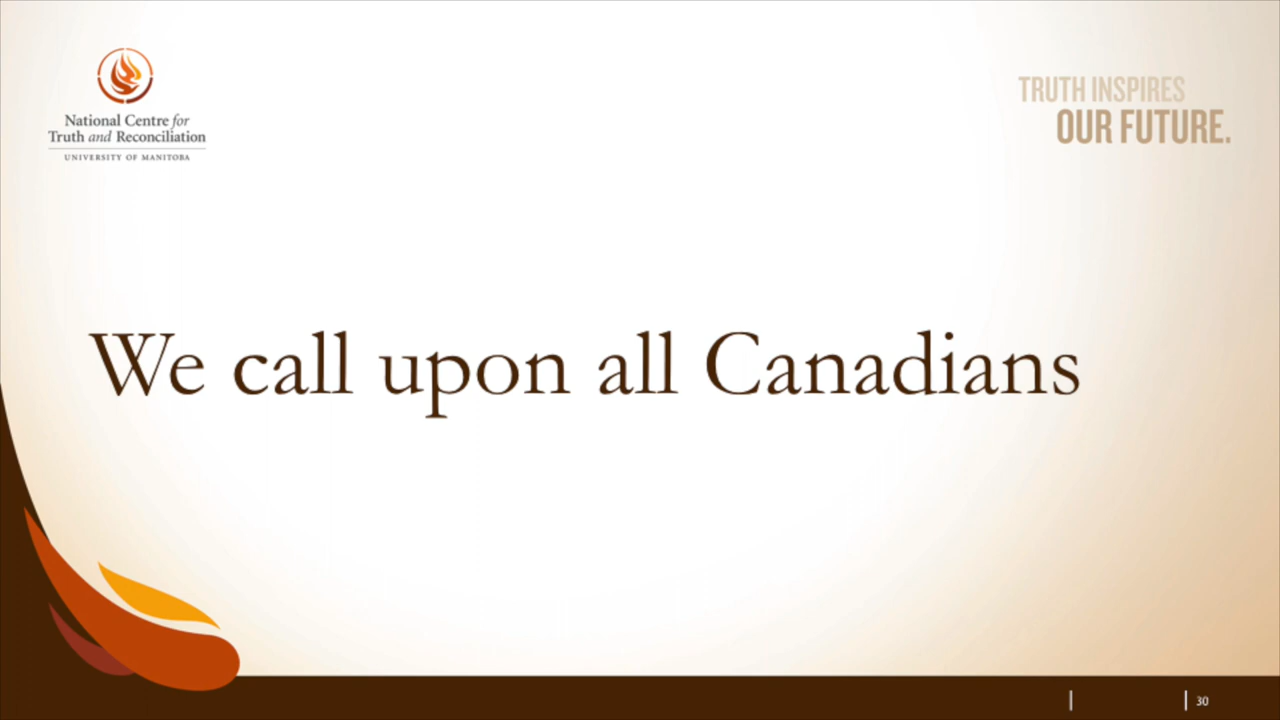 National Centre for
Truth and Reconciliation
UNIVERSITY OF MANITOBA
TRUTH INSPIRES
OUR FUTURE.
We call upon all Canadians
30